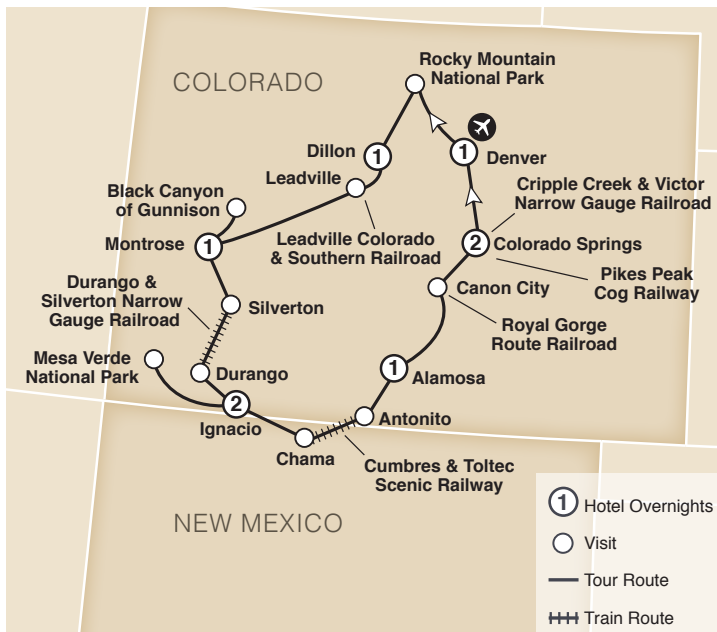 Rocky Mountain
National Park
COLORADO
1
Dillon
1
Denver
Leadville
Cripple Creek & Victor
Narrow Gauge Railroad
Black Canyon
of Gunnison
Montrose
1
Leadville Colorado
& Southern Railroad
2
Colorado Springs
Pikes Peak
Cog Railway
Durango &
Silverton Narrow
Gauge Railroad
Silverton
Canon City
Royal Gorge
Route Railroad
Mesa Verde
National Park
Durango
1
Alamosa
2
Ignacio
Antonito
Chama
Cumbres & Toltec
Scenic Railway
NEW MEXICO
1 Hotel Overnights
Visit
Tour Route
Train Route